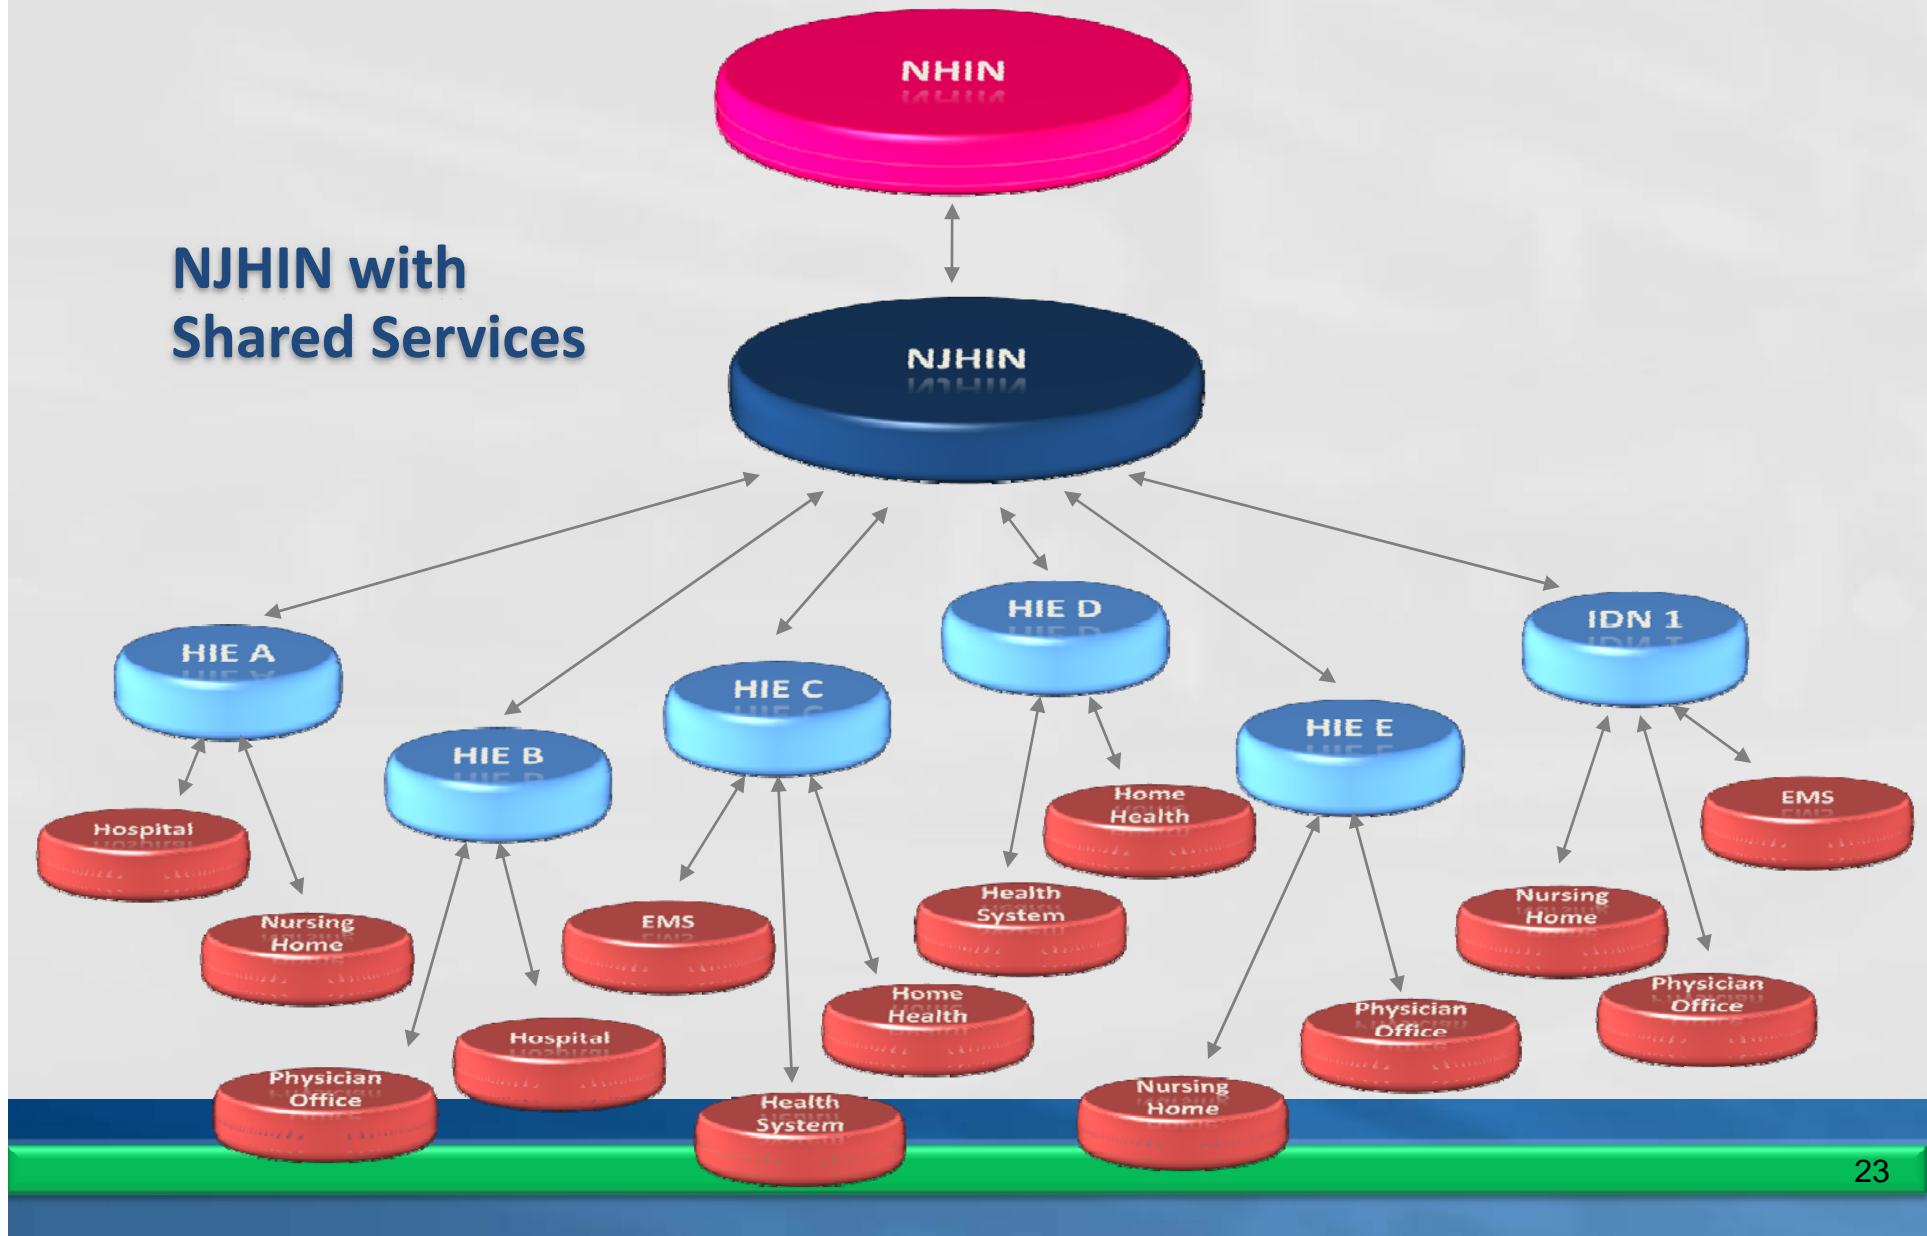 NHIN
NJHIN with
Shared Services
NJHIN
HIE A
HIE B
HIE C
HIE D
HIE E
IDN 1
Hospital
Nursing
Home
Physician
Office
Hospital
EMS
Health
System
Home
Health
Health
System
Home
Health
Nursing
Home
Physician
Office
Nursing
Home
Physician
Office
EMS
23